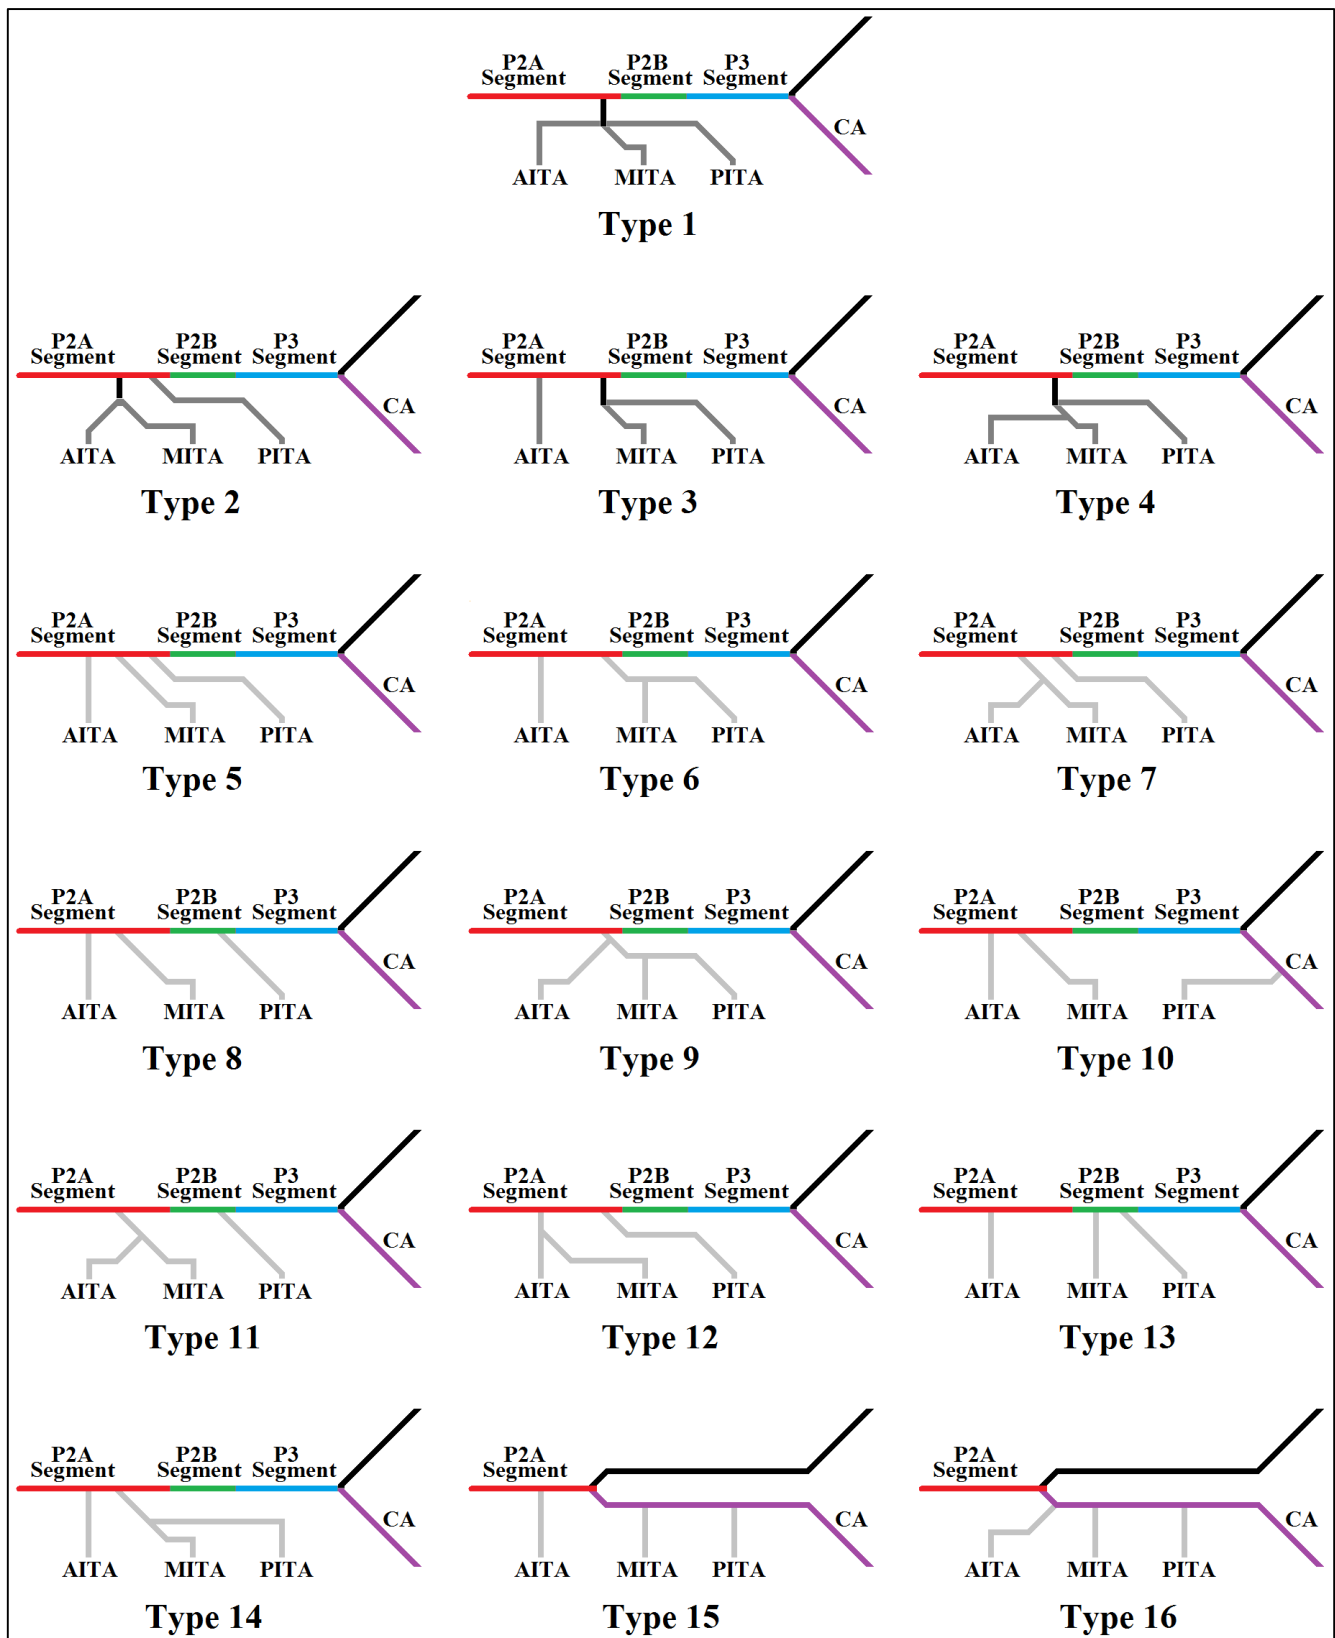 P2A P2B P3
Segment Segment Segment
CA
AITA MITA PITA
Type 1
P2A P2B P3 P2A P2B P3 P2A P2B P3
Segment Segment Segment Segment Segment Segment Segment Segment Segment
CA CA CA
AITA MITA PITA AITA MITA PITA AITA MITA PITA
Type 2 Type 3 Type 4
P2A P2B P3 P2A P2B P3 P2A P2B P3
Segment Segment Segment Segment Segment Segment Segment Segment Segment
CA CA CA
AITA MITA PITA AITA MITA PITA AITA MITA PITA
Type 5 Type 6 Type 7
P2A P2B P3 P2A P2B P3 P2A P2B P3
Segment Segment Segment Segment Segment Segment Segment Segment Segment
CA CA CA
AITA MITA PITA AITA MITA PITA AITA MITA PITA
Type 8 Type 9 Type 10
P2A P2B P3 P2A P2B P3 P2A P2B P3
Segment Segment Segment Segment Segment Segment Segment Segment Segment
CA CA CA
AITA MITA PITA AITA MITA PITA AITA MITA PITA
Type 11 Type 12 Type 13
P2A P2B P3 P2A P2A
Segment Segment Segment Segment Segment
CA CA CA
AITA MITA PITA AITA MITA PITA AITA MITA PITA
Type 14 Type 15 Type 16